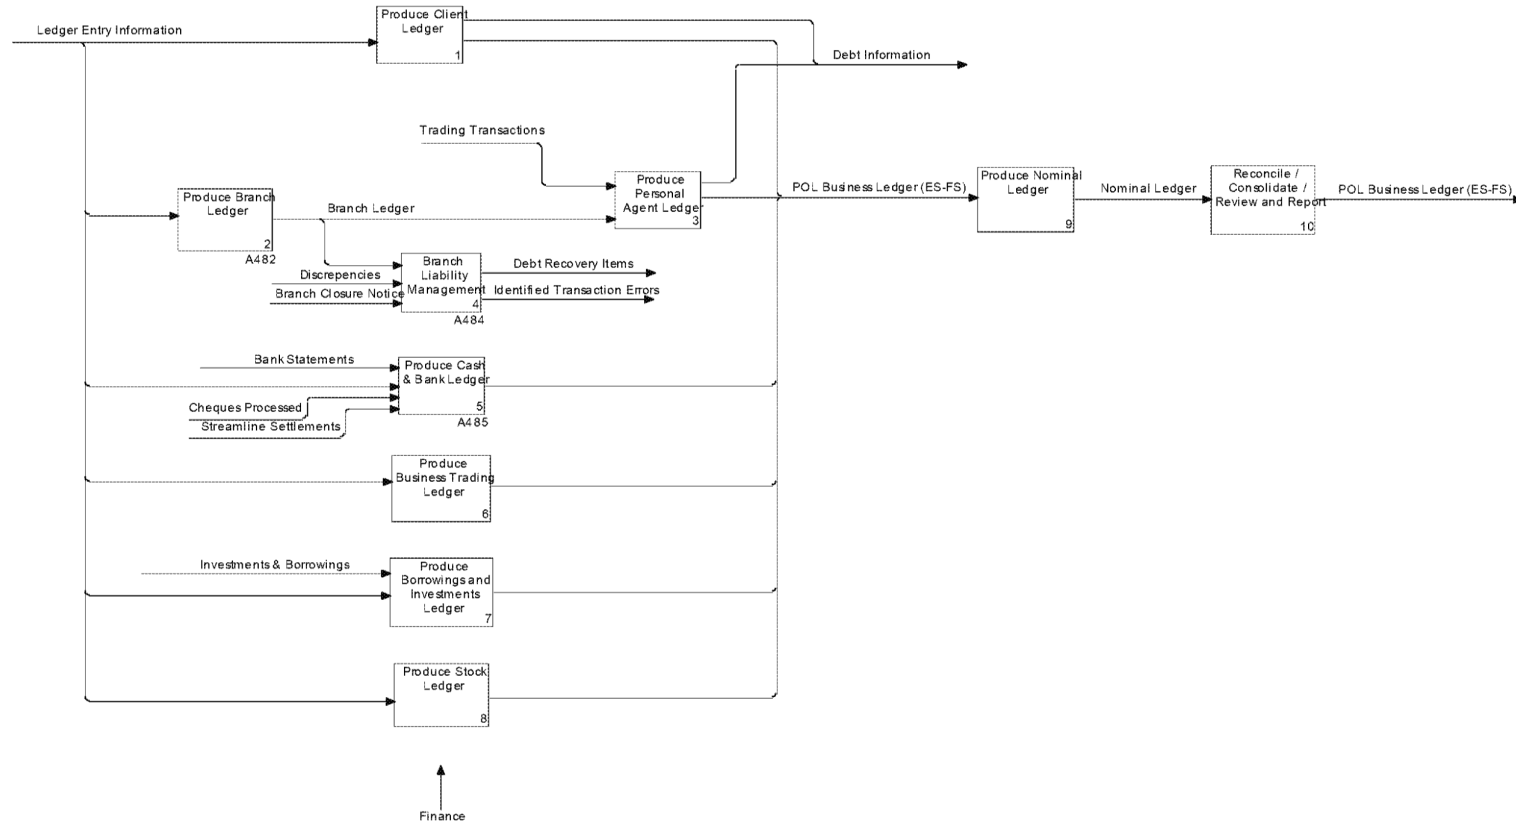 Produce Client
Ledger
1
Ledger Entry Information
Debt Information
Trading Transactions
Produce
Personal
Agent Ledger
3
POL Business Ledger (ES-FS)
Produce Nominal
Ledger
9
Nominal Ledger
Reconcile /
Consolidate /
Review and Report
10
POL Business Ledger (ES-FS)
Produce Branch
Ledger
2
A482
Branch Ledger
Discrepencies
Branch Closure Notice
Branch
Liability
Management
4
A484
Debt Recovery Items
Identified Transaction Errors
Bank Statements
Produce Cash
& Bank Ledger
5
A485
Cheques Processed
Streamline Settlements
Produce
Business Trading
Ledger
6
Investments & Borrowings
Produce
Borrowings and
Investments
Ledger
7
Produce Stock
Ledger
8
Finance